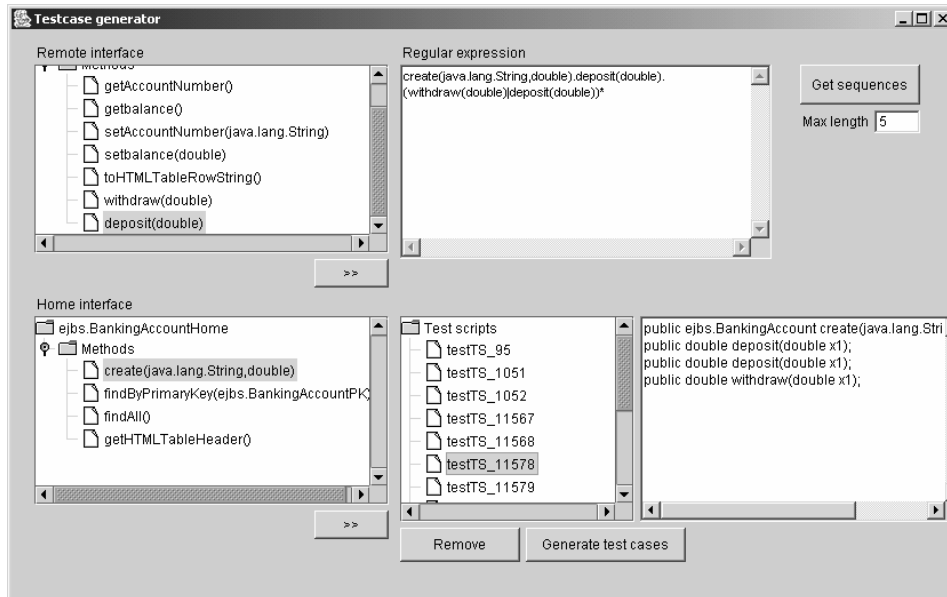 Testcase generator
Remote interface
Methods
getAccountNumber()
getbalance()
setAccountNumber(java.lang.String)
setbalance(double)
toHTMLTableRowString()
withdraw(double)
deposit(double)
>>
Regular expression
create(java.lang.String,double).deposit(double).
(withdraw(double)|deposit(double))*
Get sequences
Max length 5
Home interface
ejbs.BankingAccountHome
Methods
create(java.lang.String,double)
findByPrimaryKey(ejbs.BankingAccountPK)
findAll()
getHTMLTableHeader()
>>
Test scripts
testTS_95
testTS_1051
testTS_1052
testTS_11567
testTS_11568
testTS_11578
testTS_11579
public ejbs.BankingAccount create(java.lang.Stri
public double deposit(double x1);
public double deposit(double x1);
public double withdraw(double x1);
Remove
Generate test cases